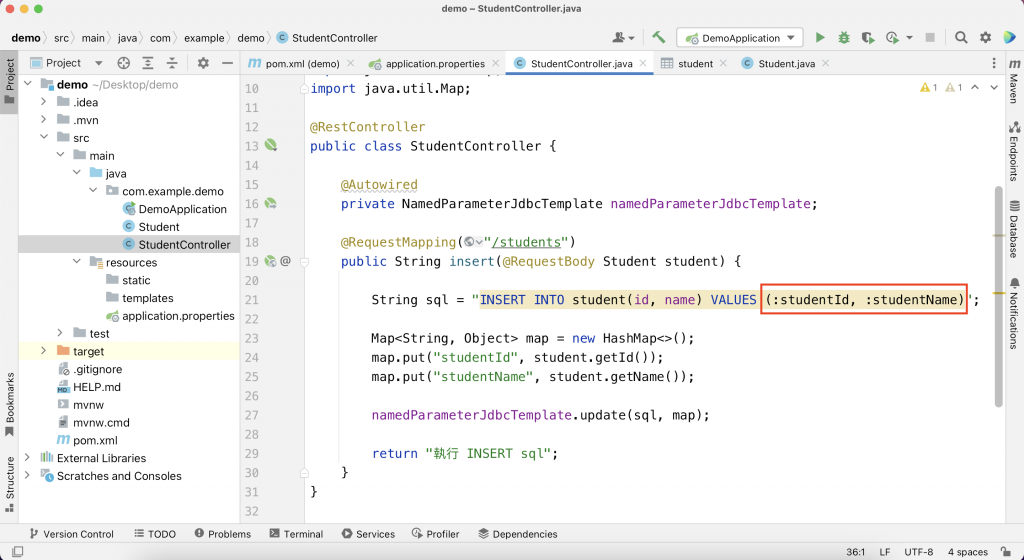 demo – StudentController.java
demo src main java com example demo StudentController
DemoApplication
Project
pom.xml (demo) application.properties StudentController.java student Student.java
Project
Bookmarks
Structure
demo ~/Desktop/demo
.idea
.mvn
src
main
java
com.example.demo
DemoApplication
Student
StudentController
resources
static
templates
application.properties
test
target
.gitignore
HELP.md
mvnw
mvnw.cmd
pom.xml
External Libraries
Scratches and Consoles
1 1
10 import java.util.Map;
11
12 @RestController
13 public class StudentController {
14
15 @Autowired
16 private NamedParameterJdbcTemplate namedParameterJdbcTemplate;
17
18 @RequestMapping("/students")
19 @ public String insert(@RequestBody Student student) {
20
21 String sql = "INSERT INTO student(id, name) VALUES (:studentId, :studentName)";
22
23 Map<String, Object> map = new HashMap<>();
24 map.put("studentId", student.getId());
25 map.put("studentName", student.getName());
26
27 namedParameterJdbcTemplate.update(sql, map);
28
29 return "執行 INSERT sql";
30 }
31 }
32
Maven
Endpoints
Database
Notifications
Version Control TODO Problems Terminal Services Profiler Dependencies
36:1 LF UTF-8 4 spaces